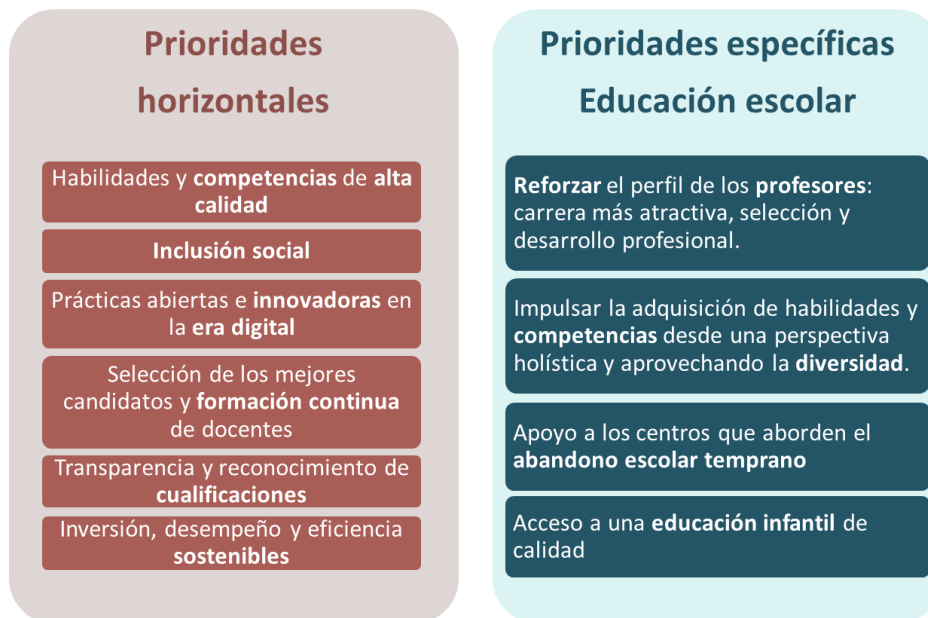 Prioridades
horizontales
Habilidades y competencias de alta
calidad
Inclusión social
Prácticas abiertas e innovadoras en
la era digital
Selección de los mejores
candidatos y formación continua
de docentes
Transparencia y reconocimiento de
cualificaciones
Inversión, desempeño y eficiencia
sostenibles
Prioridades específicas
Educación escolar
Reforzar el perfil de los profesores:
carrera más atractiva, selección y
desarrollo profesional.
Impulsar la adquisición de habilidades y
competencias desde una perspectiva
holística y aprovechando la diversidad.
Apoyo a los centros que aborden el
abandono escolar temprano
Acceso a una educación infantil de
calidad